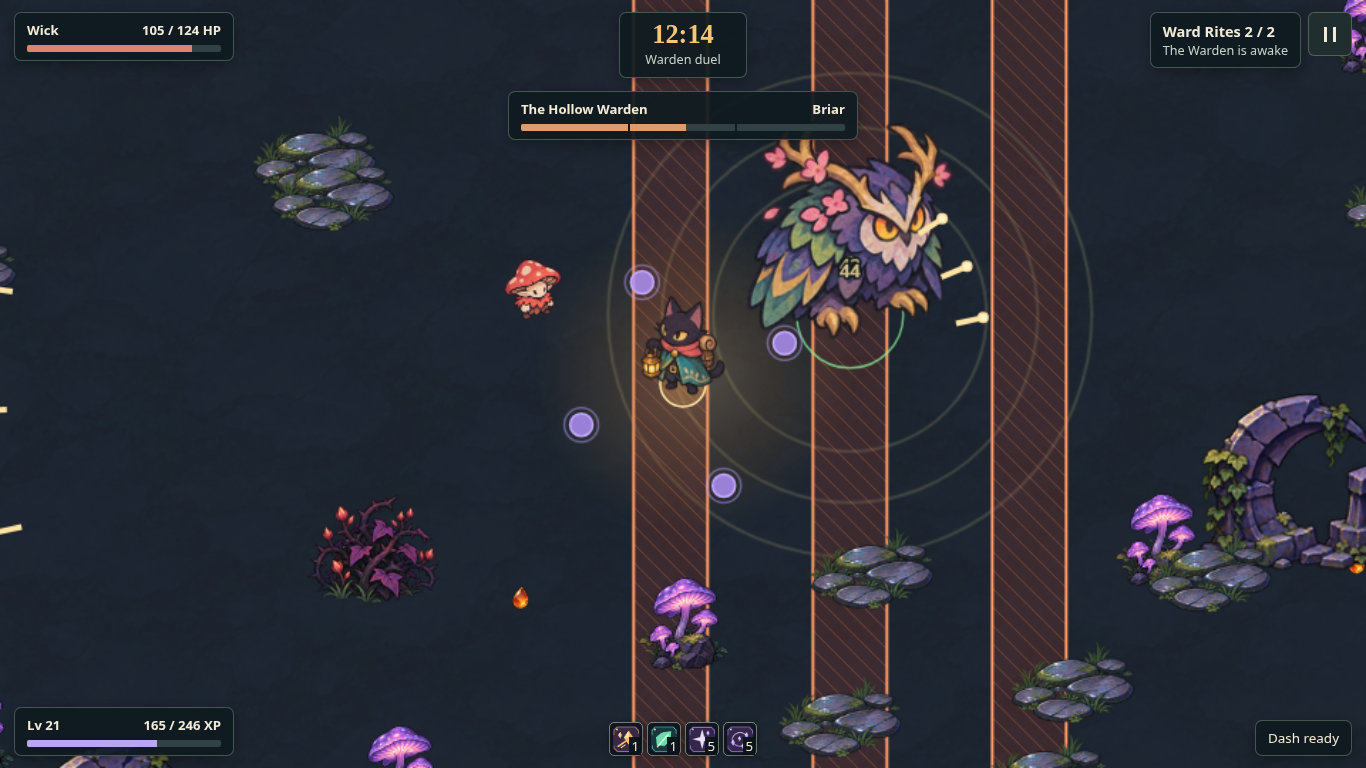 Wick 105 / 124 HP
12:14
Warden duel
Ward Rites 2 / 2
The Warden is awake
The Hollow Warden Briar
44
Lv 21 165 / 246 XP
1 1 5 5
Dash ready